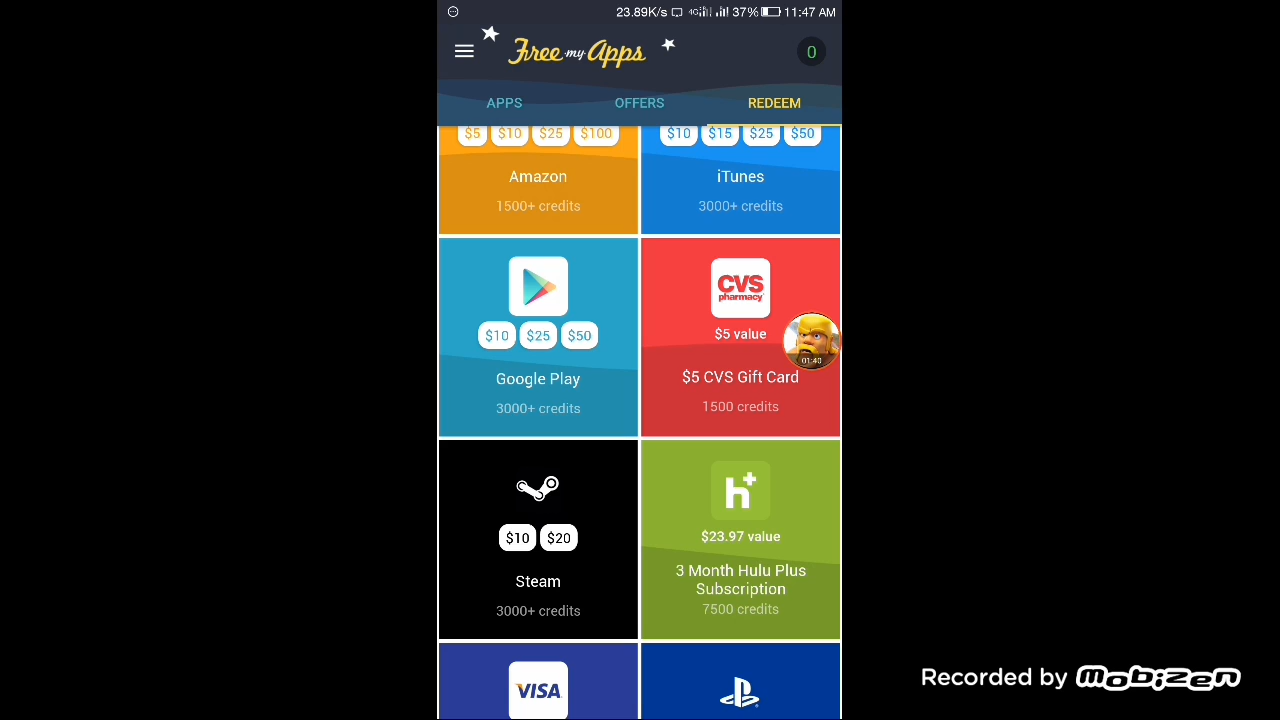 23.89K/s 4G 37% 11:47 AM
Free my Apps
0
APPS OFFERS REDEEM
$5 $10 $25 $100
$10 $15 $25 $50
Amazon
iTunes
1500+ credits
3000+ credits
CVS
pharmacy
$10 $25 $50
$5 value
01:40
Google Play
$5 CVS Gift Card
3000+ credits
1500 credits
h+
$10 $20
$23.97 value
Steam
3 Month Hulu Plus
Subscription
3000+ credits
7500 credits
VISA
Recorded by mobizen